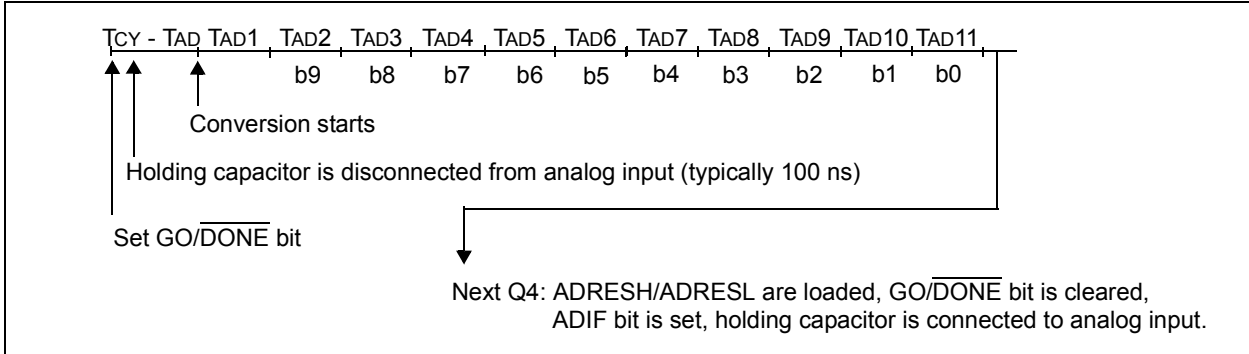 TCY - TAD TAD1 TAD2 TAD3 TAD4 TAD5 TAD6 TAD7 TAD8 TAD9 TAD10 TAD11
b9 b8 b7 b6 b5 b4 b3 b2 b1 b0
Conversion starts
Holding capacitor is disconnected from analog input (typically 100 ns)
Set GO/DONE bit
Next Q4: ADRESH/ADRESL are loaded, GO/DONE bit is cleared,
ADIF bit is set, holding capacitor is connected to analog input.